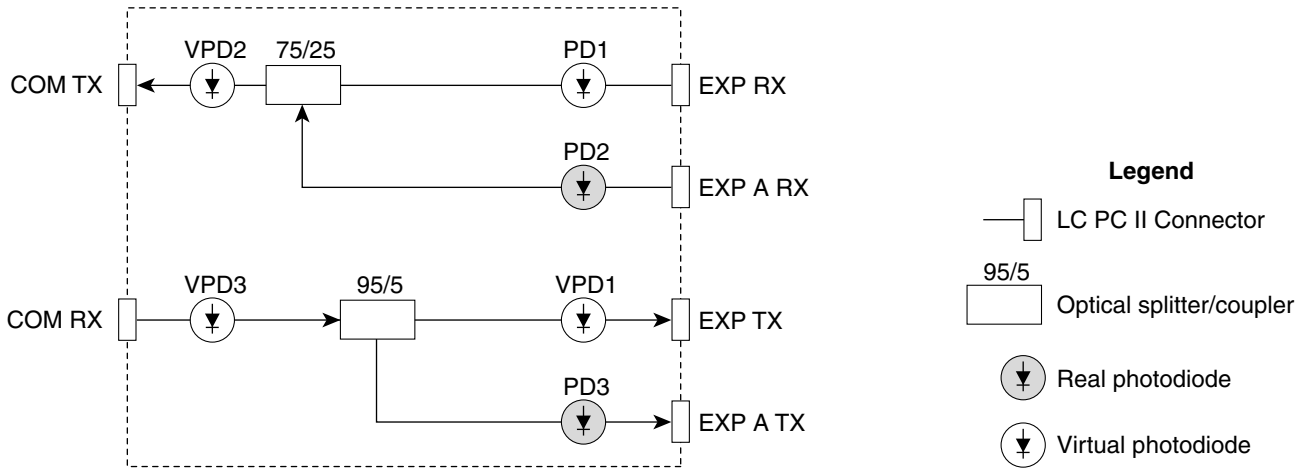 VPD2
75/25
PD1
COM TX
EXP RX
PD2
EXP A RX
VPD3
95/5
VPD1
COM RX
EXP TX
PD3
EXP A TX
Legend
LC PC II Connector
95/5
Optical splitter/coupler
Real photodiode
Virtual photodiode